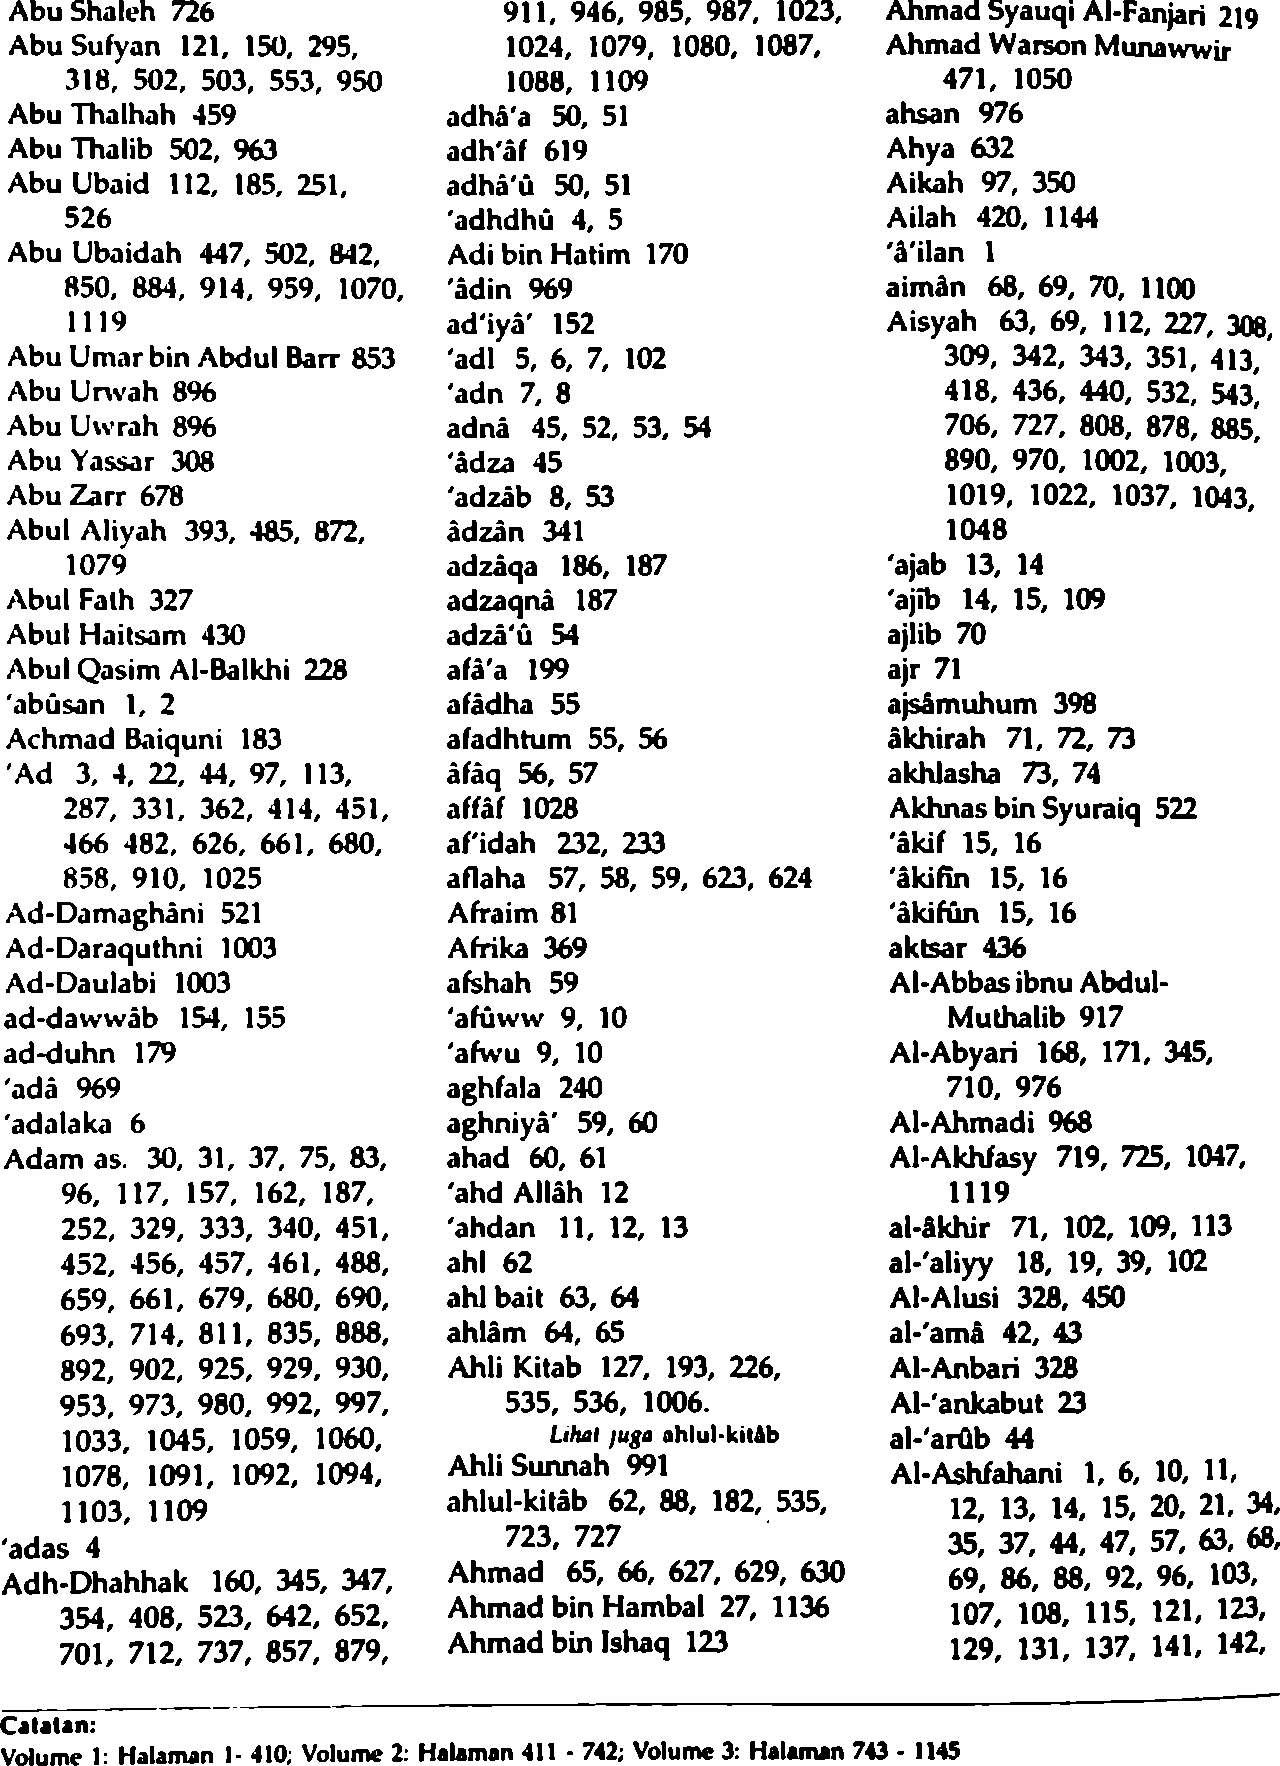 Abu Shaleh 726
Abu Sufyan 121, 150, 295,
318, 502, 503, 553, 950
Abu Thalhah 459
Abu Thalib 502, 963
Abu Ubaid 112, 185, 251,
526
Abu Ubaidah 447, 502, 842,
850, 884, 914, 959, 1070,
1119
Abu Umar bin Abdul Barr 853
Abu Urwah 896
Abu Uwrah 896
Abu Yassar 308
Abu Zarr 678
Abul Aliyah 393, 485, 872,
1079
Abul Fath 327
Abul Haitsam 430
Abul Qasim Al-Balkhi 228
'abûsan 1, 2
Achmad Baiquni 183
'Ad 3, 4, 22, 44, 97, 113,
287, 331, 362, 414, 451,
466 482, 626, 661, 680,
858, 910, 1025
Ad-Damaghâni 521
Ad-Daraquthni 1003
Ad-Daulabi 1003
ad-dawwâb 154, 155
ad-duhn 179
'adâ 969
'adalaka 6
Adam as. 30, 31, 37, 75, 83,
96, 117, 157, 162, 187,
252, 329, 333, 340, 451,
452, 456, 457, 461, 488,
659, 661, 679, 680, 690,
693, 714, 811, 835, 888,
892, 902, 925, 929, 930,
953, 973, 980, 992, 997,
1033, 1045, 1059, 1060,
1078, 1091, 1092, 1094,
1103, 1109
'adas 4
Adh-Dhahhak 160, 345, 347,
354, 408, 523, 642, 652,
701, 712, 737, 857, 879,
911, 946, 985, 987, 1023,
1024, 1079, 1080, 1087,
1088, 1109
adhâ'a 50, 51
adh'âf 619
adhâ'û 50, 51
'adhdhû 4, 5
Adi bin Hatim 170
'âdin 969
ad'iyâ' 152
'adl 5, 6, 7, 102
'adn 7, 8
adnâ 45, 52, 53, 54
'âdza 45
'adzâb 8, 53
âdzân 341
adzâqa 186, 187
adzaqnâ 187
adzâ'û 54
afâ'a 199
afâdha 55
afadhtum 55, 56
âfâq 56, 57
affâf 1028
af'idah 232, 233
aflaha 57, 58, 59, 623, 624
Afraim 81
Afrika 369
afshah 59
'afûww 9, 10
'afwu 9, 10
aghfala 240
aghniyâ' 59, 60
ahad 60, 61
'ahd Allâh 12
'ahdan 11, 12, 13
ahl 62
ahl bait 63, 64
ahlâm 64, 65
Ahli Kitab 127, 193, 226,
535, 536, 1006.
Lihat juga ahlul-kitâb
Ahli Sunnah 991
ahlul-kitâb 62, 88, 182, 535,
723, 727
Ahmad 65, 66, 627, 629, 630
Ahmad bin Hambal 27, 1136
Ahmad bin Ishaq 123
Ahmad Syauqi Al-Fanjari 219
Ahmad Warson Munawwir
471, 1050
ahsan 976
Ahya 632
Aikah 97, 350
Ailah 420, 1144
'â'ilan 1
aimân 68, 69, 70, 1100
Aisyah 63, 69, 112, 227, 308,
309, 342, 343, 351, 413,
418, 436, 440, 532, 543,
706, 727, 808, 878, 885,
890, 970, 1002, 1003,
1019, 1022, 1037, 1043,
1048
'ajab 13, 14
'ajîb 14, 15, 109
ajlib 70
ajr 71
ajsâmuhum 398
âkhirah 71, 72, 73
akhlasha 73, 74
Akhnas bin Syuraiq 522
'âkif 15, 16
'âkifîn 15, 16
'âkifûn 15, 16
aktsar 436
Al-Abbas ibnu Abdul-
Muthalib 917
Al-Abyari 168, 171, 345,
710, 976
Al-Ahmadi 968
Al-Akhfasy 719, 725, 1047,
1119
al-âkhir 71, 102, 109, 113
al-'aliyy 18, 19, 39, 102
Al-Alusi 328, 450
al-'amâ 42, 43
Al-Anbari 328
Al-'ankabut 23
al-'arûb 44
Al-Ashfahani 1, 6, 10, 11,
12, 13, 14, 15, 20, 21, 34,
35, 37, 44, 47, 57, 63, 68,
69, 86, 88, 92, 96, 103,
107, 108, 115, 121, 123,
129, 131, 137, 141, 142,
Catatan:
Volume 1: Halaman 1- 410; Volume 2: Halaman 411 - 742; Volume 3: Halaman 743 - 1145